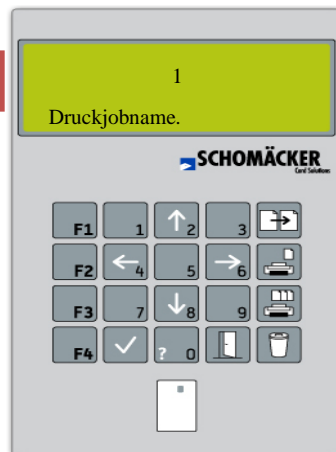 1
Druckjobname.
SCHOMÄCKER
Card Solutions
F1 1 2 3
F2 4 5 6
F3 7 8 9
F4 ? 0